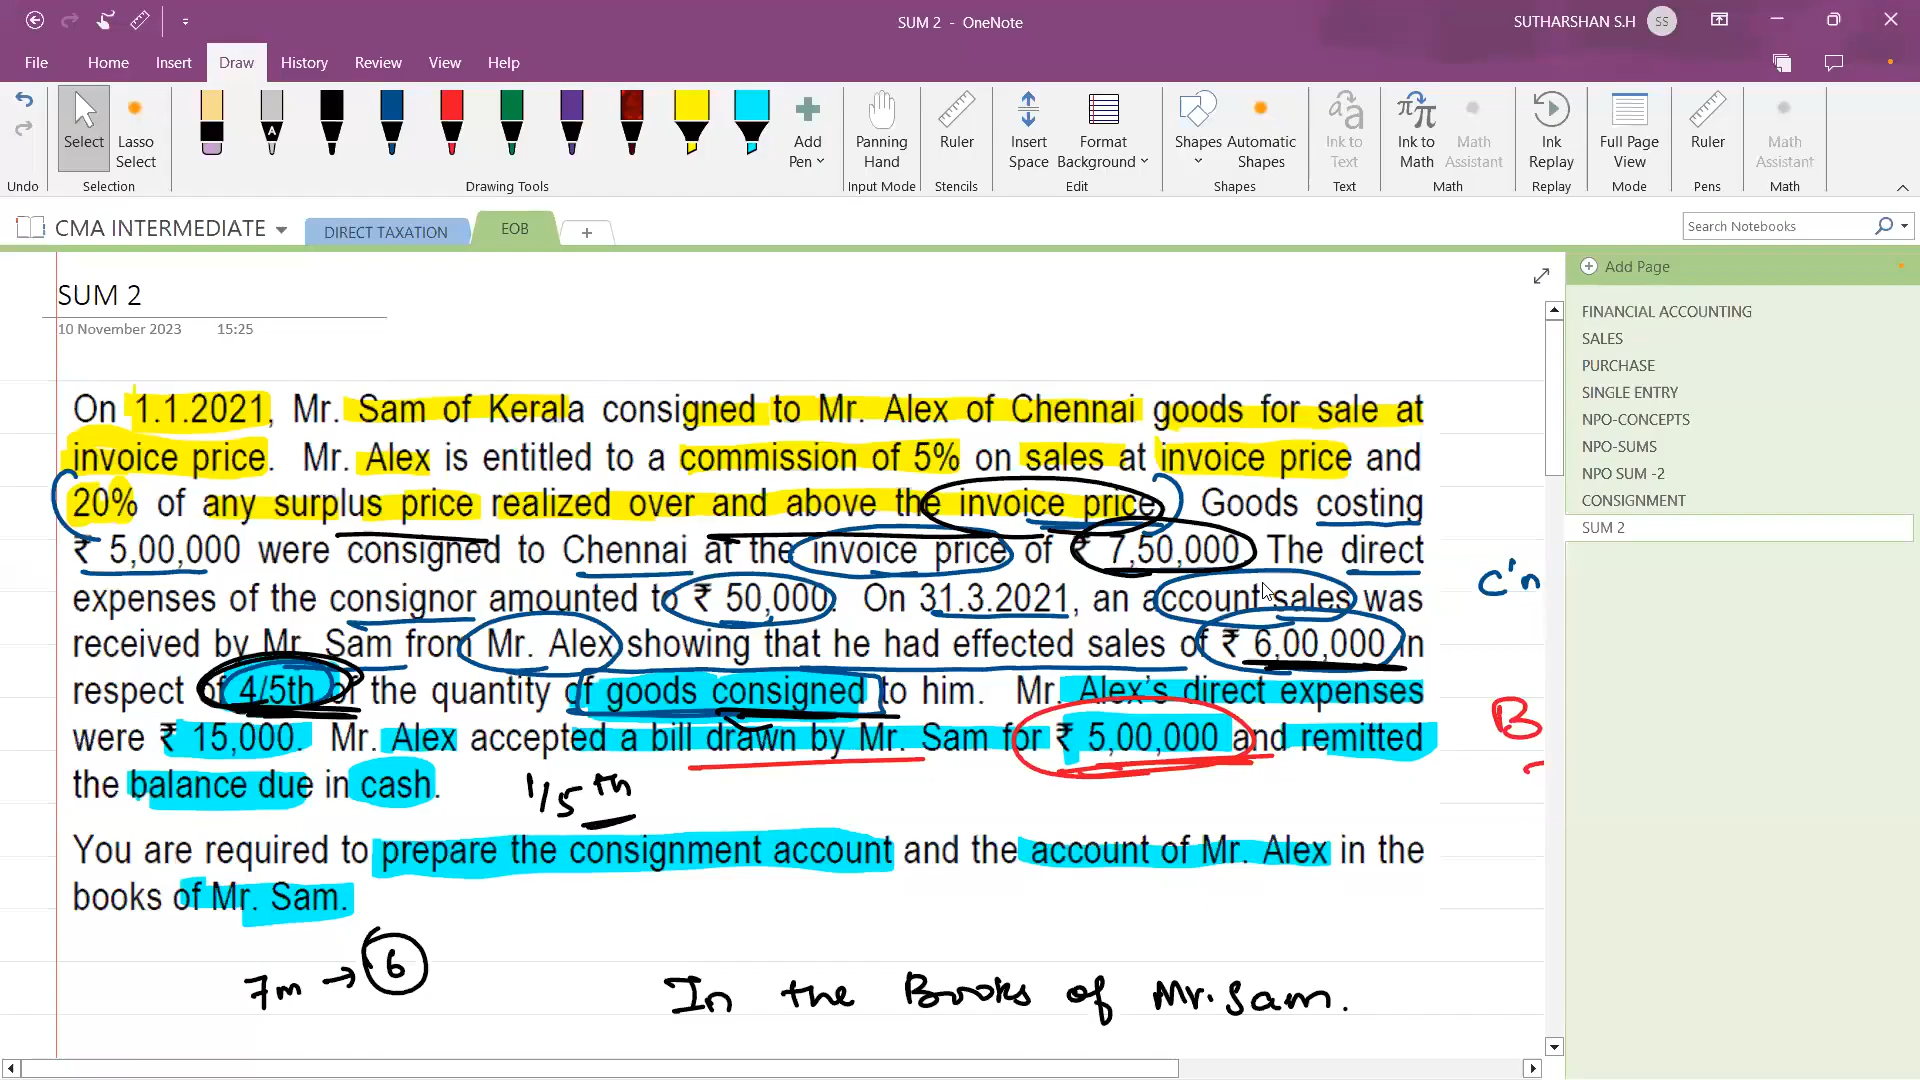 SUM 2 - OneNote
SUTHARSHAN S.H SS
File Home Insert Draw History Review View Help
Select Lasso Select Add Pen Panning Hand Ruler Insert Space Format Background Shapes Automatic Shapes Ink to Text Ink to Math Math Assistant Ink Replay Full Page View Ruler Math Assistant
Undo Selection Drawing Tools Input Mode Stencils Edit Shapes Text Math Replay Mode Pens Math
CMA INTERMEDIATE DIRECT TAXATION EOB + Search Notebooks
Add Page
FINANCIAL ACCOUNTING
SALES
PURCHASE
SINGLE ENTRY
NPO-CONCEPTS
NPO-SUMS
NPO SUM -2
CONSIGNMENT
SUM 2
SUM 2
10 November 2023 15:25
On 1.1.2021, Mr. Sam of Kerala consigned to Mr. Alex of Chennai goods for sale at
invoice price. Mr. Alex is entitled to a commission of 5% on sales at invoice price and
20% of any surplus price realized over and above the invoice price. Goods costing
₹ 5,00,000 were consigned to Chennai at the invoice price of ₹ 7,50,000. The direct
expenses of the consignor amounted to ₹ 50,000. On 31.3.2021, an account sales was
received by Mr. Sam from Mr. Alex showing that he had effected sales of ₹ 6,00,000 in
respect of 4/5th of the quantity of goods consigned to him. Mr. Alex's direct expenses
were ₹ 15,000. Mr. Alex accepted a bill drawn by Mr. Sam for ₹ 5,00,000 and remitted
the balance due in cash.
1/5th
You are required to prepare the consignment account and the account of Mr. Alex in the
books of Mr. Sam.
C'n
B
7m → 6
In the Books of Mr. Sam.